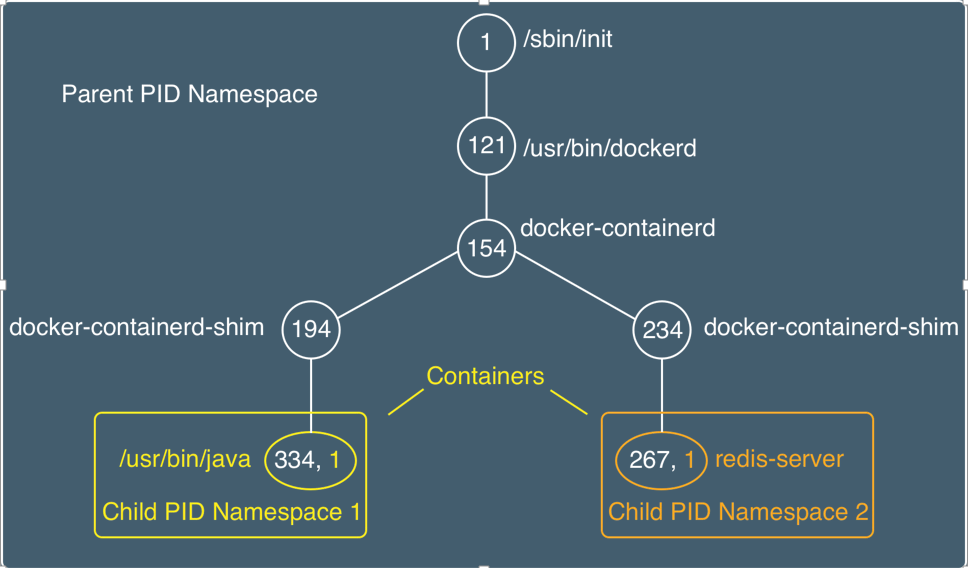 1 /sbin/init
Parent PID Namespace
121 /usr/bin/dockerd
docker-containerd
154
docker-containerd-shim 194
234 docker-containerd-shim
Containers
/usr/bin/java 334, 1
267, 1 redis-server
Child PID Namespace 1
Child PID Namespace 2